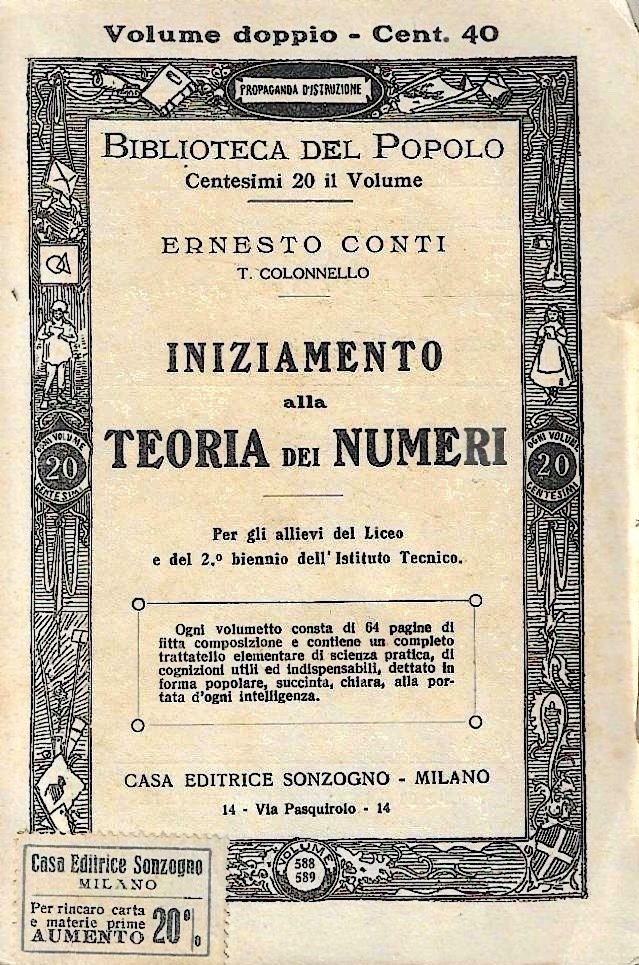 Volume doppio - Cent. 40
PROPAGANDA D'ISTRUZIONE
BIBLIOTECA DEL POPOLO
Centesimi 20 il Volume
ERNESTO CONTI
T. COLONNELLO
INIZIAMENTO
alla
TEORIA DEI NUMERI
OGNI VOLUME
20
CENTESIMI
OGNI VOLUME
20
CENTESIMI
Per gli allievi del Liceo
e del 2.º biennio dell'Istituto Tecnico.
Ogni volumetto consta di 64 pagine di
fitta composizione e contiene un completo
trattatello elementare di scienza pratica, di
cognizioni utili ed indispensabili, dettato in
forma popolare, succinta, chiara, alla por-
tata d'ogni intelligenza.
CASA EDITRICE SONZOGNO - MILANO
14 - Via Pasquirolo - 14
VOLUME
588
589
Casa Editrice Sonzogno
MILANO
Per rincaro carta
e materie prime
AUMENTO 20%